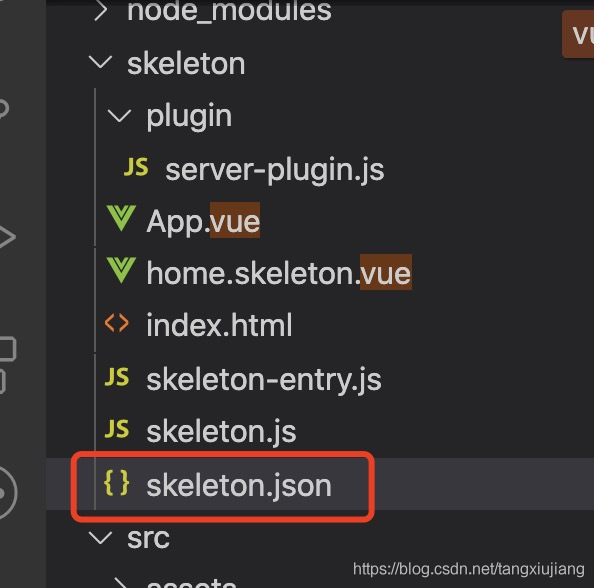 node_modules
vu
skeleton
plugin
JS server-plugin.js
App.vue
home.skeleton.vue
<> index.html
JS skeleton-entry.js
JS skeleton.js
{} skeleton.json
src
https://blog.csdn.net/tangxiujiang
assets